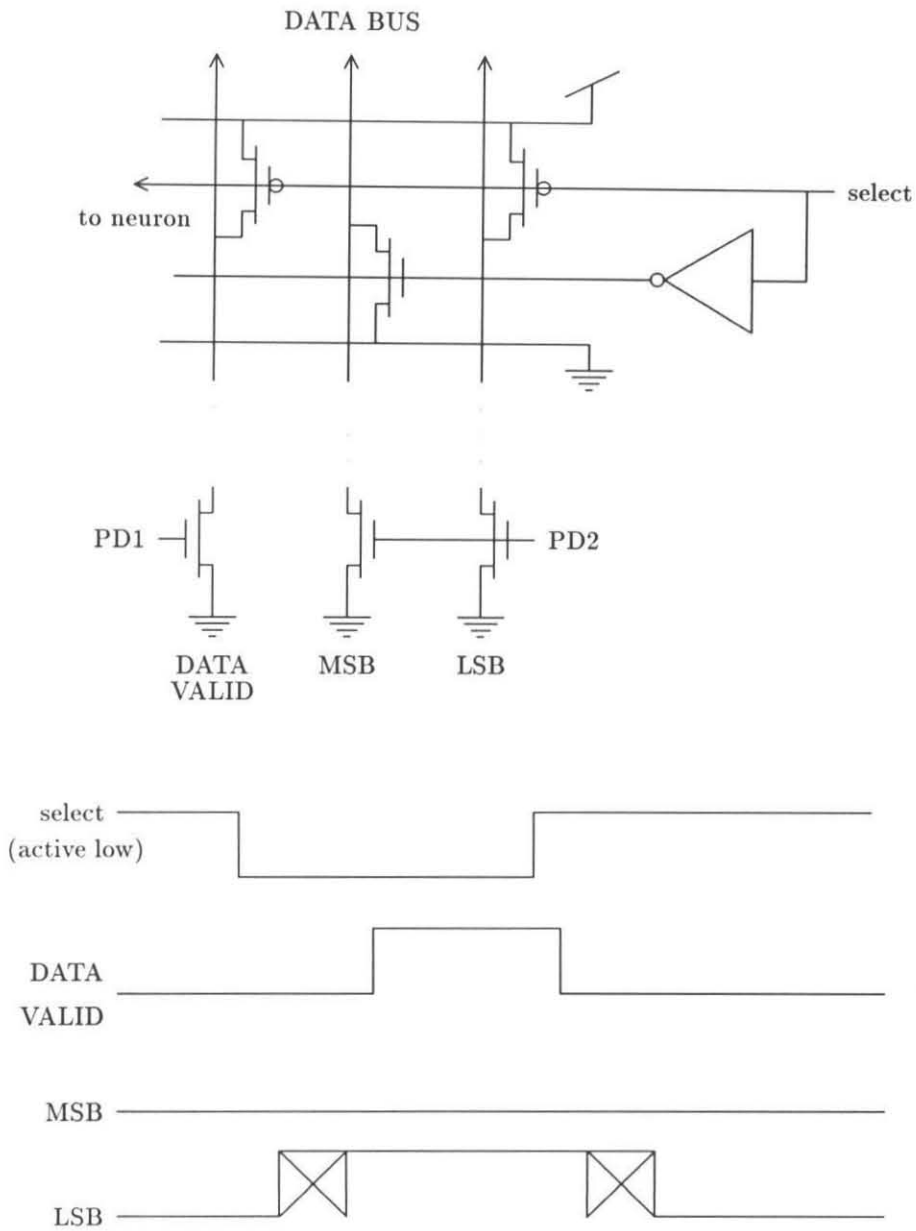 DATA BUS
select
to neuron
PD1
PD2
DATA
VALID
MSB
LSB
select
(active low)
DATA
VALID
MSB
LSB